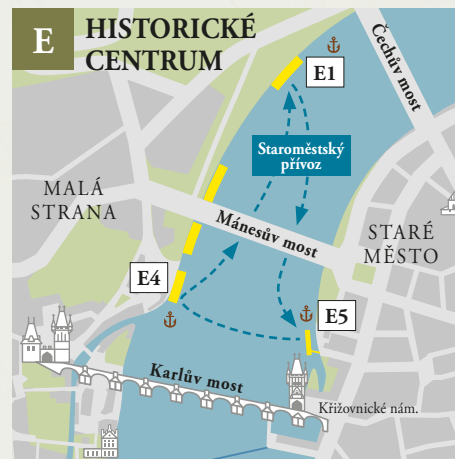 E
HISTORICKÉ
CENTRUM
Čechův most
E1
Staroměstský
přívoz
MALÁ
STRANA
Mánesův most
STARÉ
MĚSTO
E4
E5
Karlův most
Křižovnické nám.